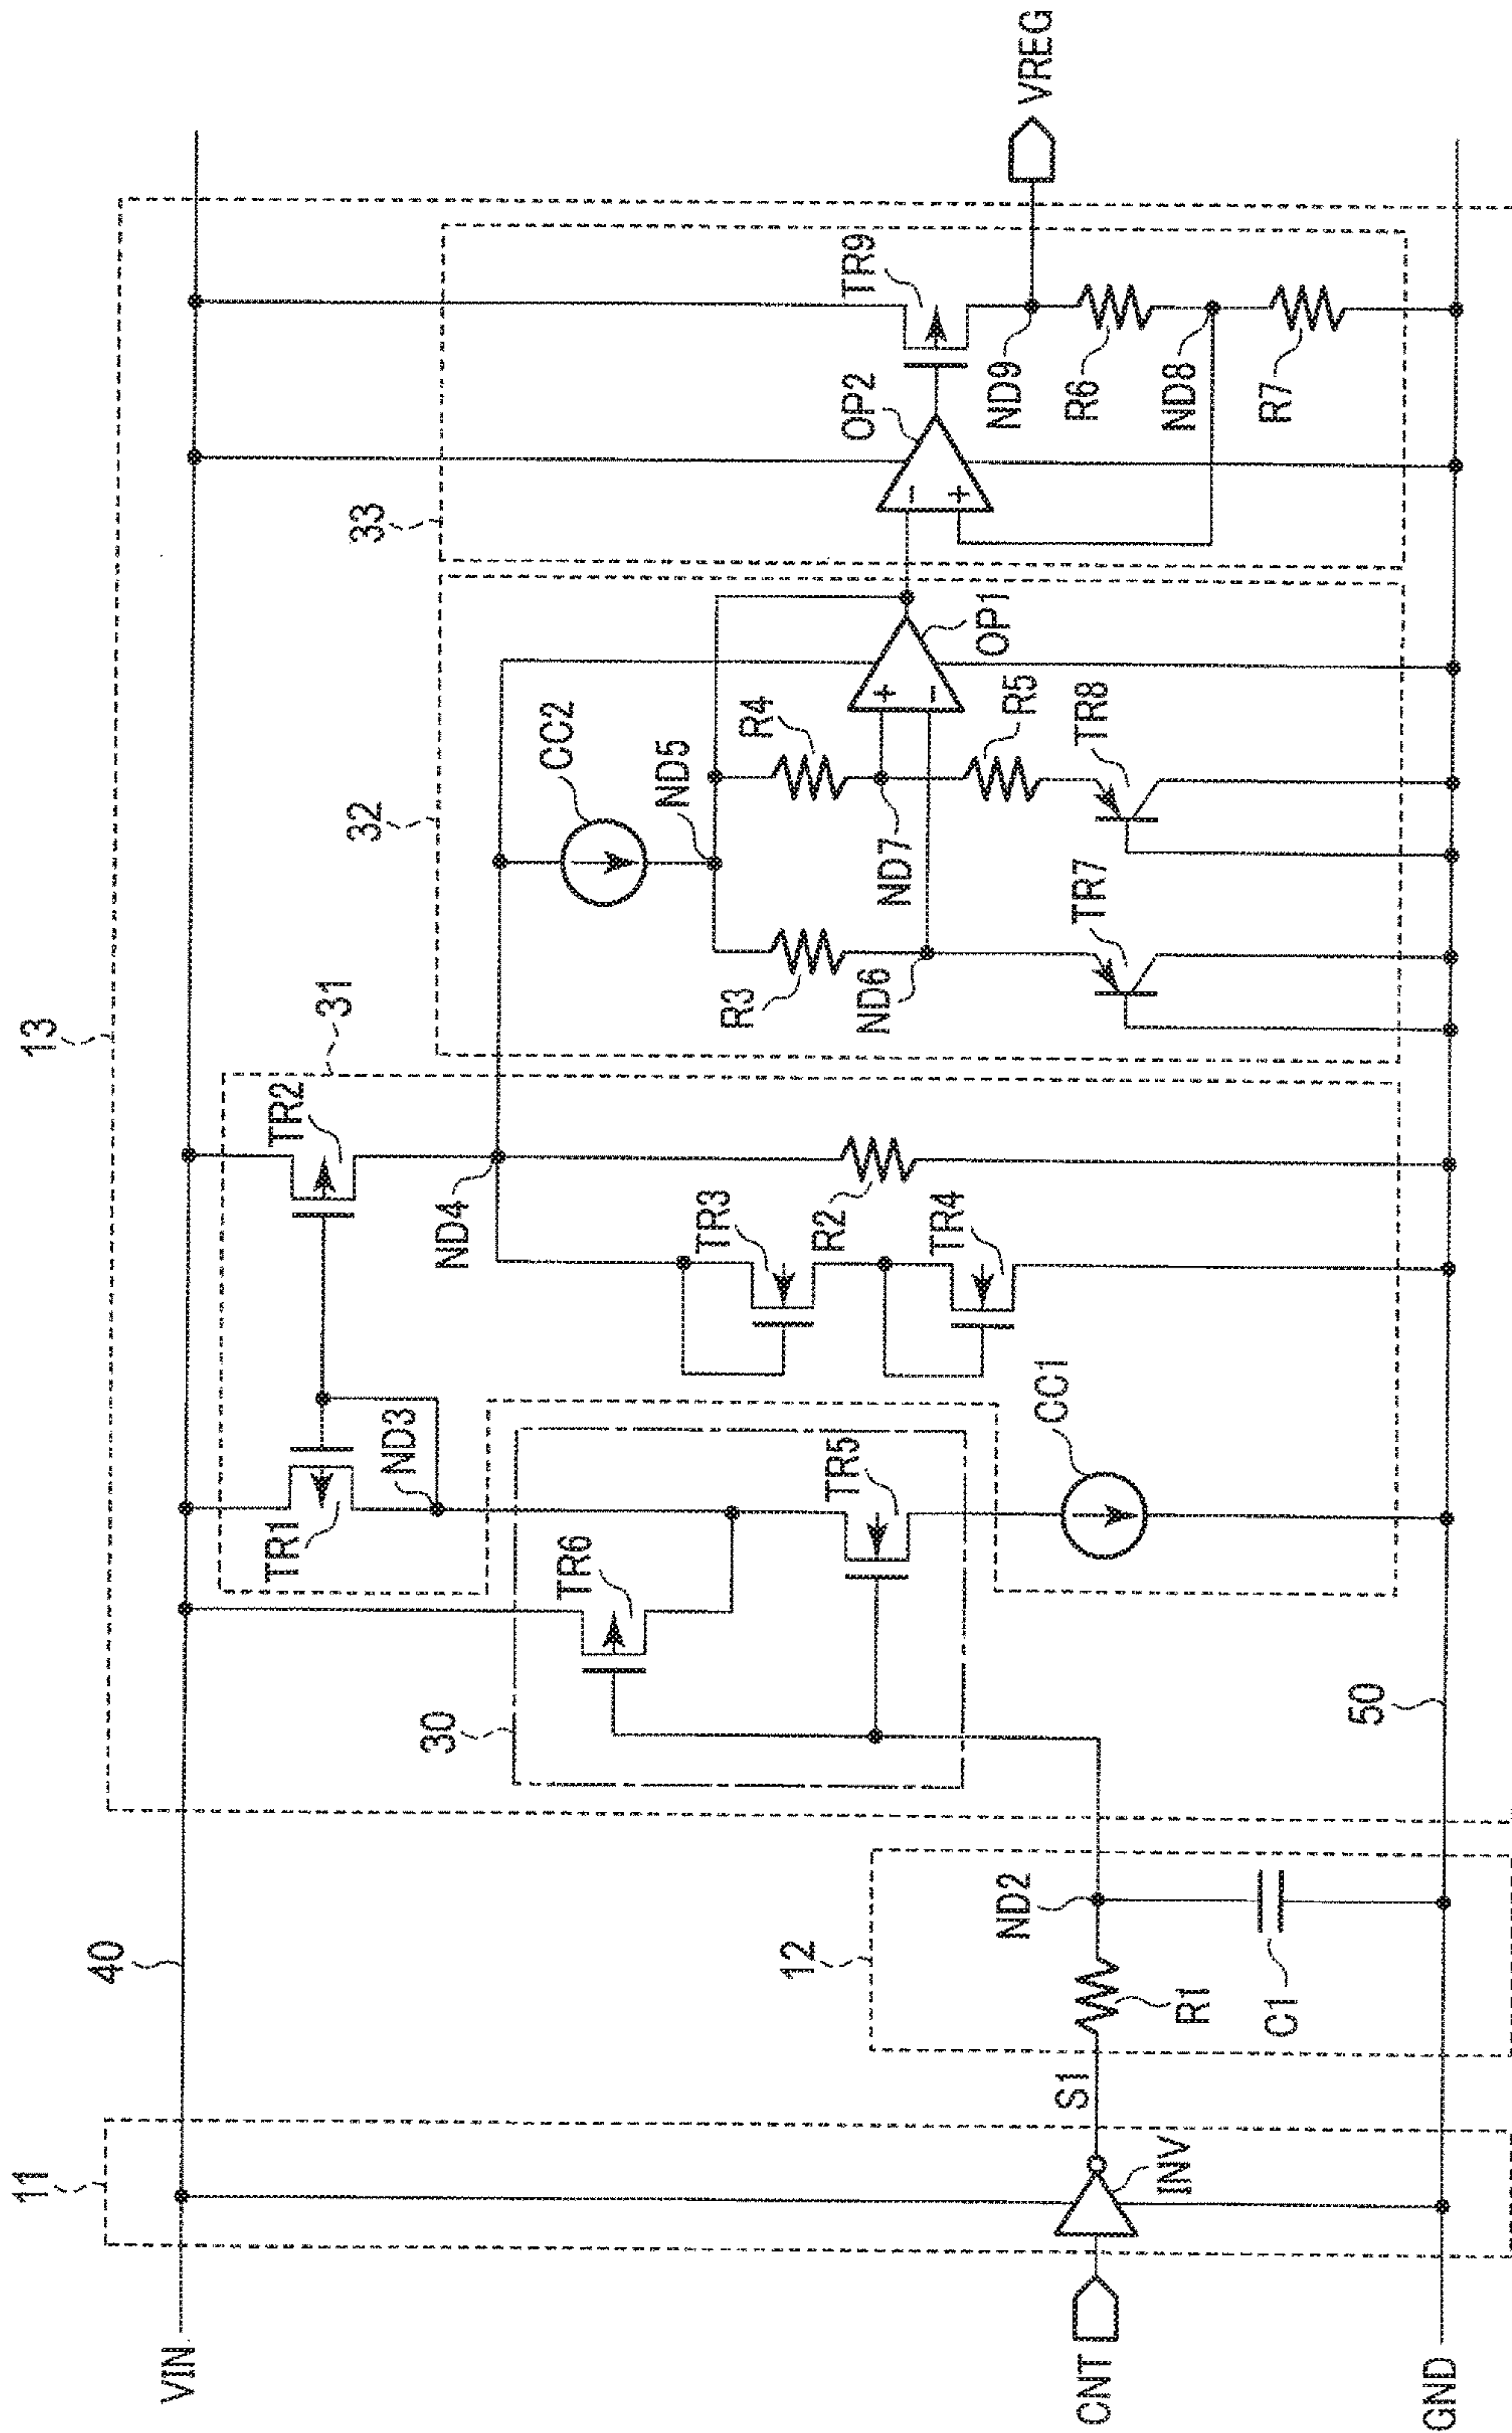 13
31
32
33
11
40
12
30
50
VIN
CNT
GND
INV
S1
R1
C1
ND2
TR6
TR5
CC1
TR1
ND3
TR2
ND4
TR3
R2
TR4
CC2
ND5
R3
R4
ND6
ND7
R5
TR7
TR8
OP1
+
−
OP2
−
+
TR9
ND9
R6
ND8
R7
VREG